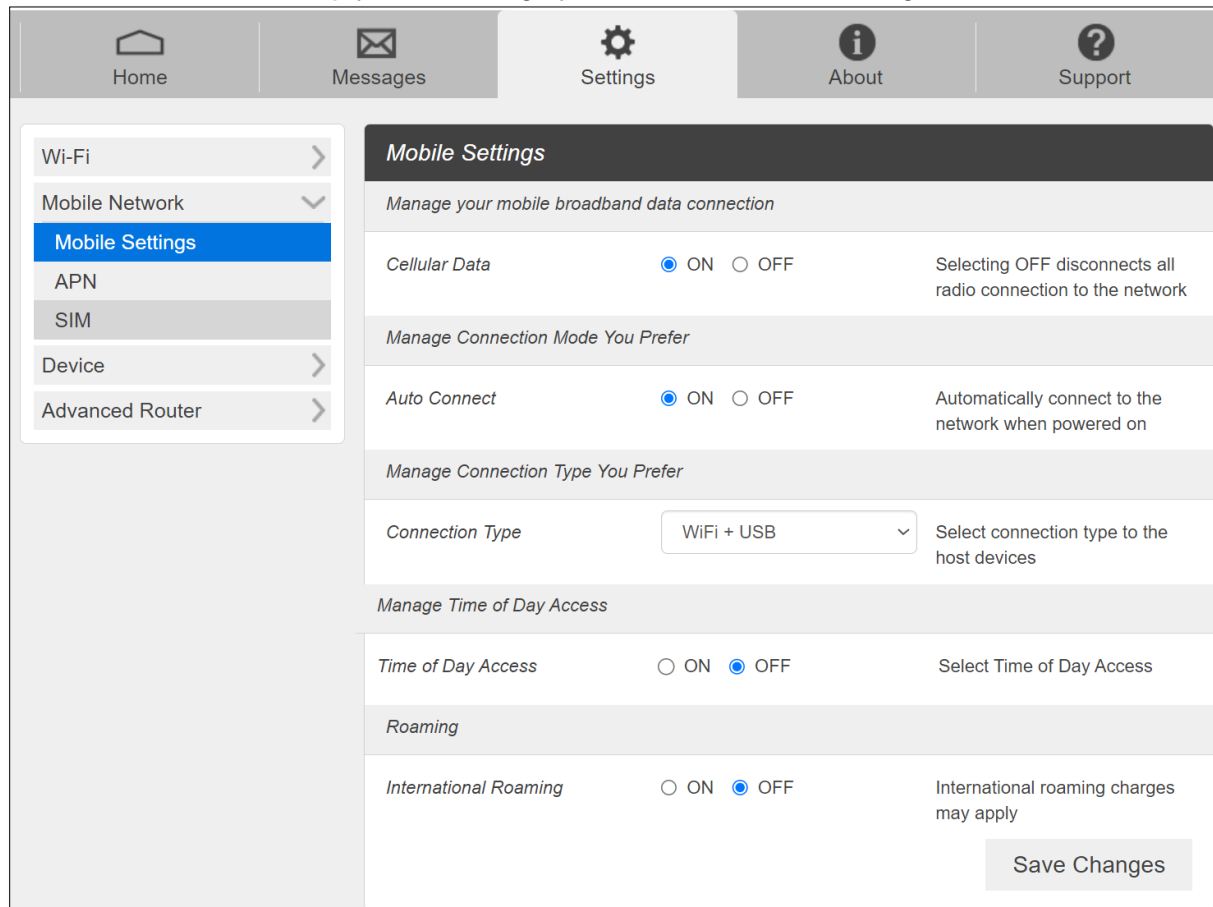 Home
Messages
Settings
About
Support
Wi-Fi
Mobile Network
Mobile Settings
APN
SIM
Device
Advanced Router
Mobile Settings
Manage your mobile broadband data connection
Cellular Data
ON OFF
Selecting OFF disconnects all
radio connection to the network
Manage Connection Mode You Prefer
Auto Connect
ON OFF
Automatically connect to the
network when powered on
Manage Connection Type You Prefer
Connection Type
WiFi + USB
Select connection type to the
host devices
Manage Time of Day Access
Time of Day Access
ON OFF
Select Time of Day Access
Roaming
International Roaming
ON OFF
International roaming charges
may apply
Save Changes